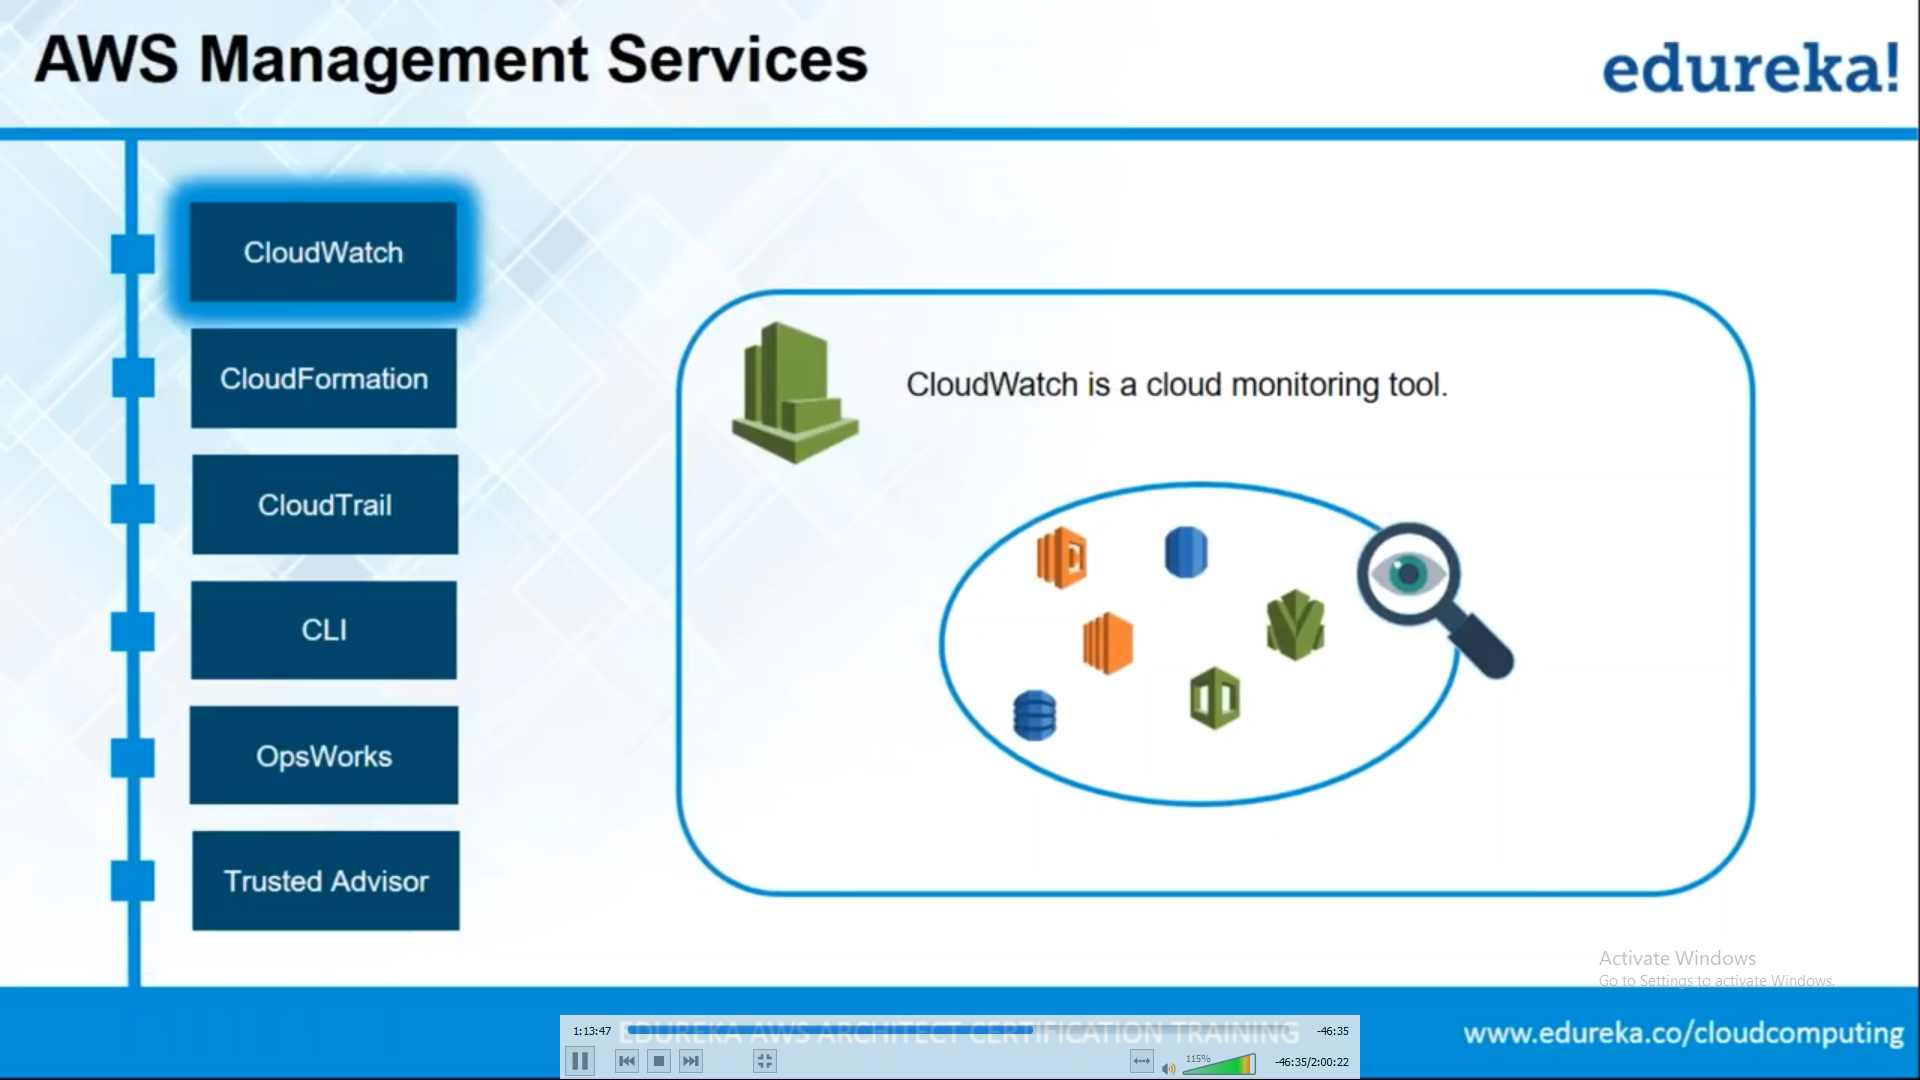 AWS Management Services
edureka!
CloudWatch
CloudFormation
CloudTrail
CLI
OpsWorks
Trusted Advisor
CloudWatch is a cloud monitoring tool.
Activate Windows
Go to Settings to activate Windows.
1:13:47
EDUREKA AWS ARCHITECT CERTIFICATION TRAINING
-46:35
115%
-46:35/2:00:22
www.edureka.co/cloudcomputing